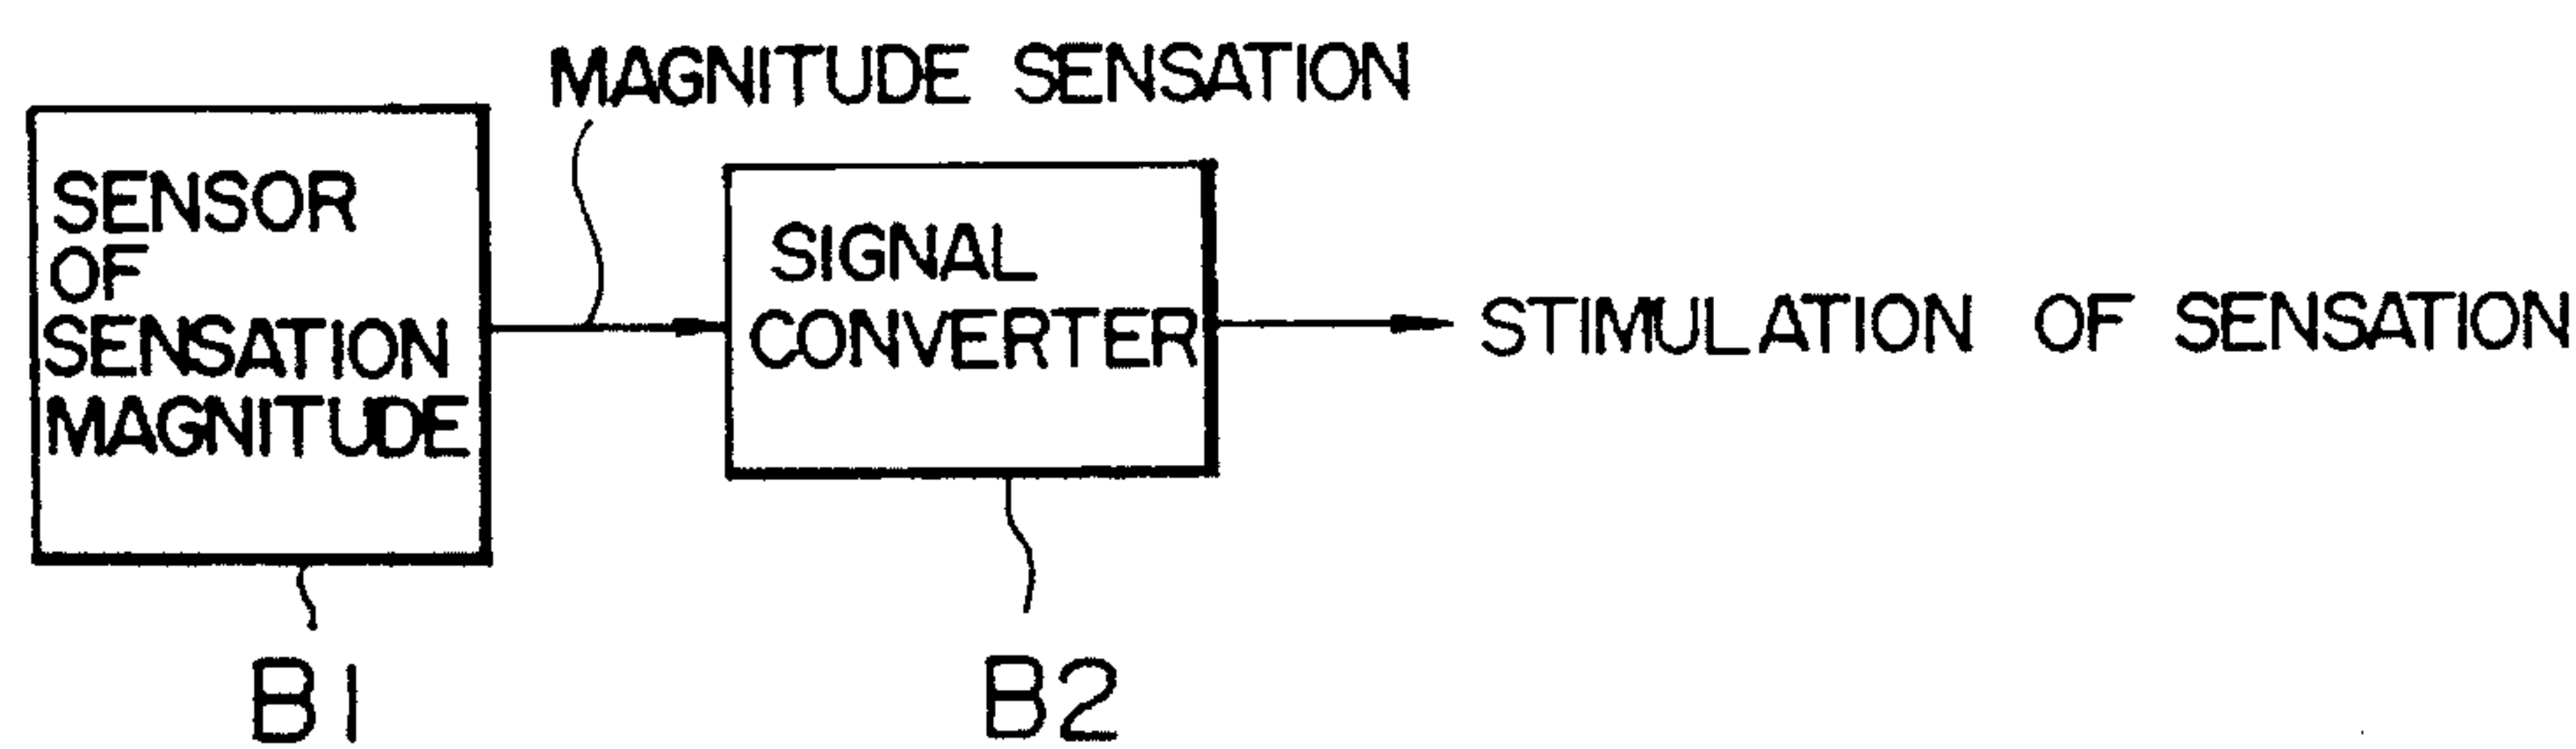 MAGNITUDE SENSATION
SENSOR
OF
SENSATION
MAGNITUDE
SIGNAL
CONVERTER
STIMULATION OF SENSATION
B1
B2